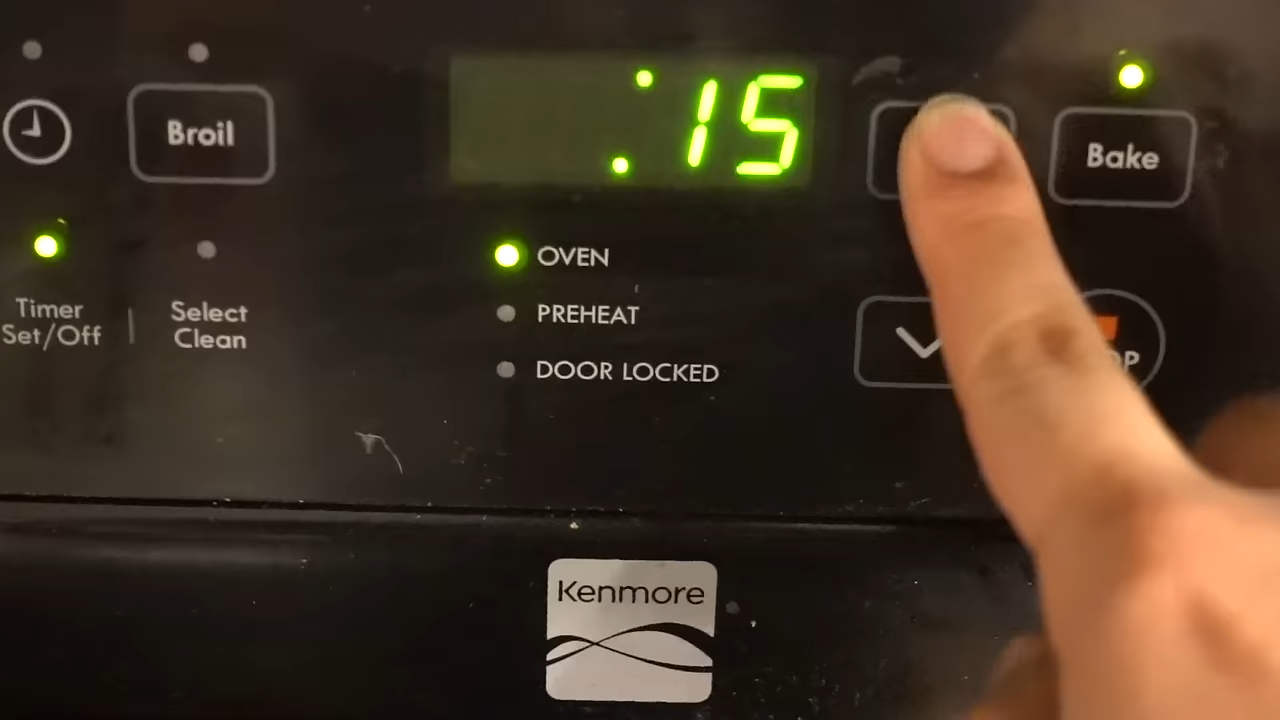 Broil
:15
Bake
OVEN
Timer
Set/Off
Select
Clean
PREHEAT
DOOR LOCKED
Kenmore